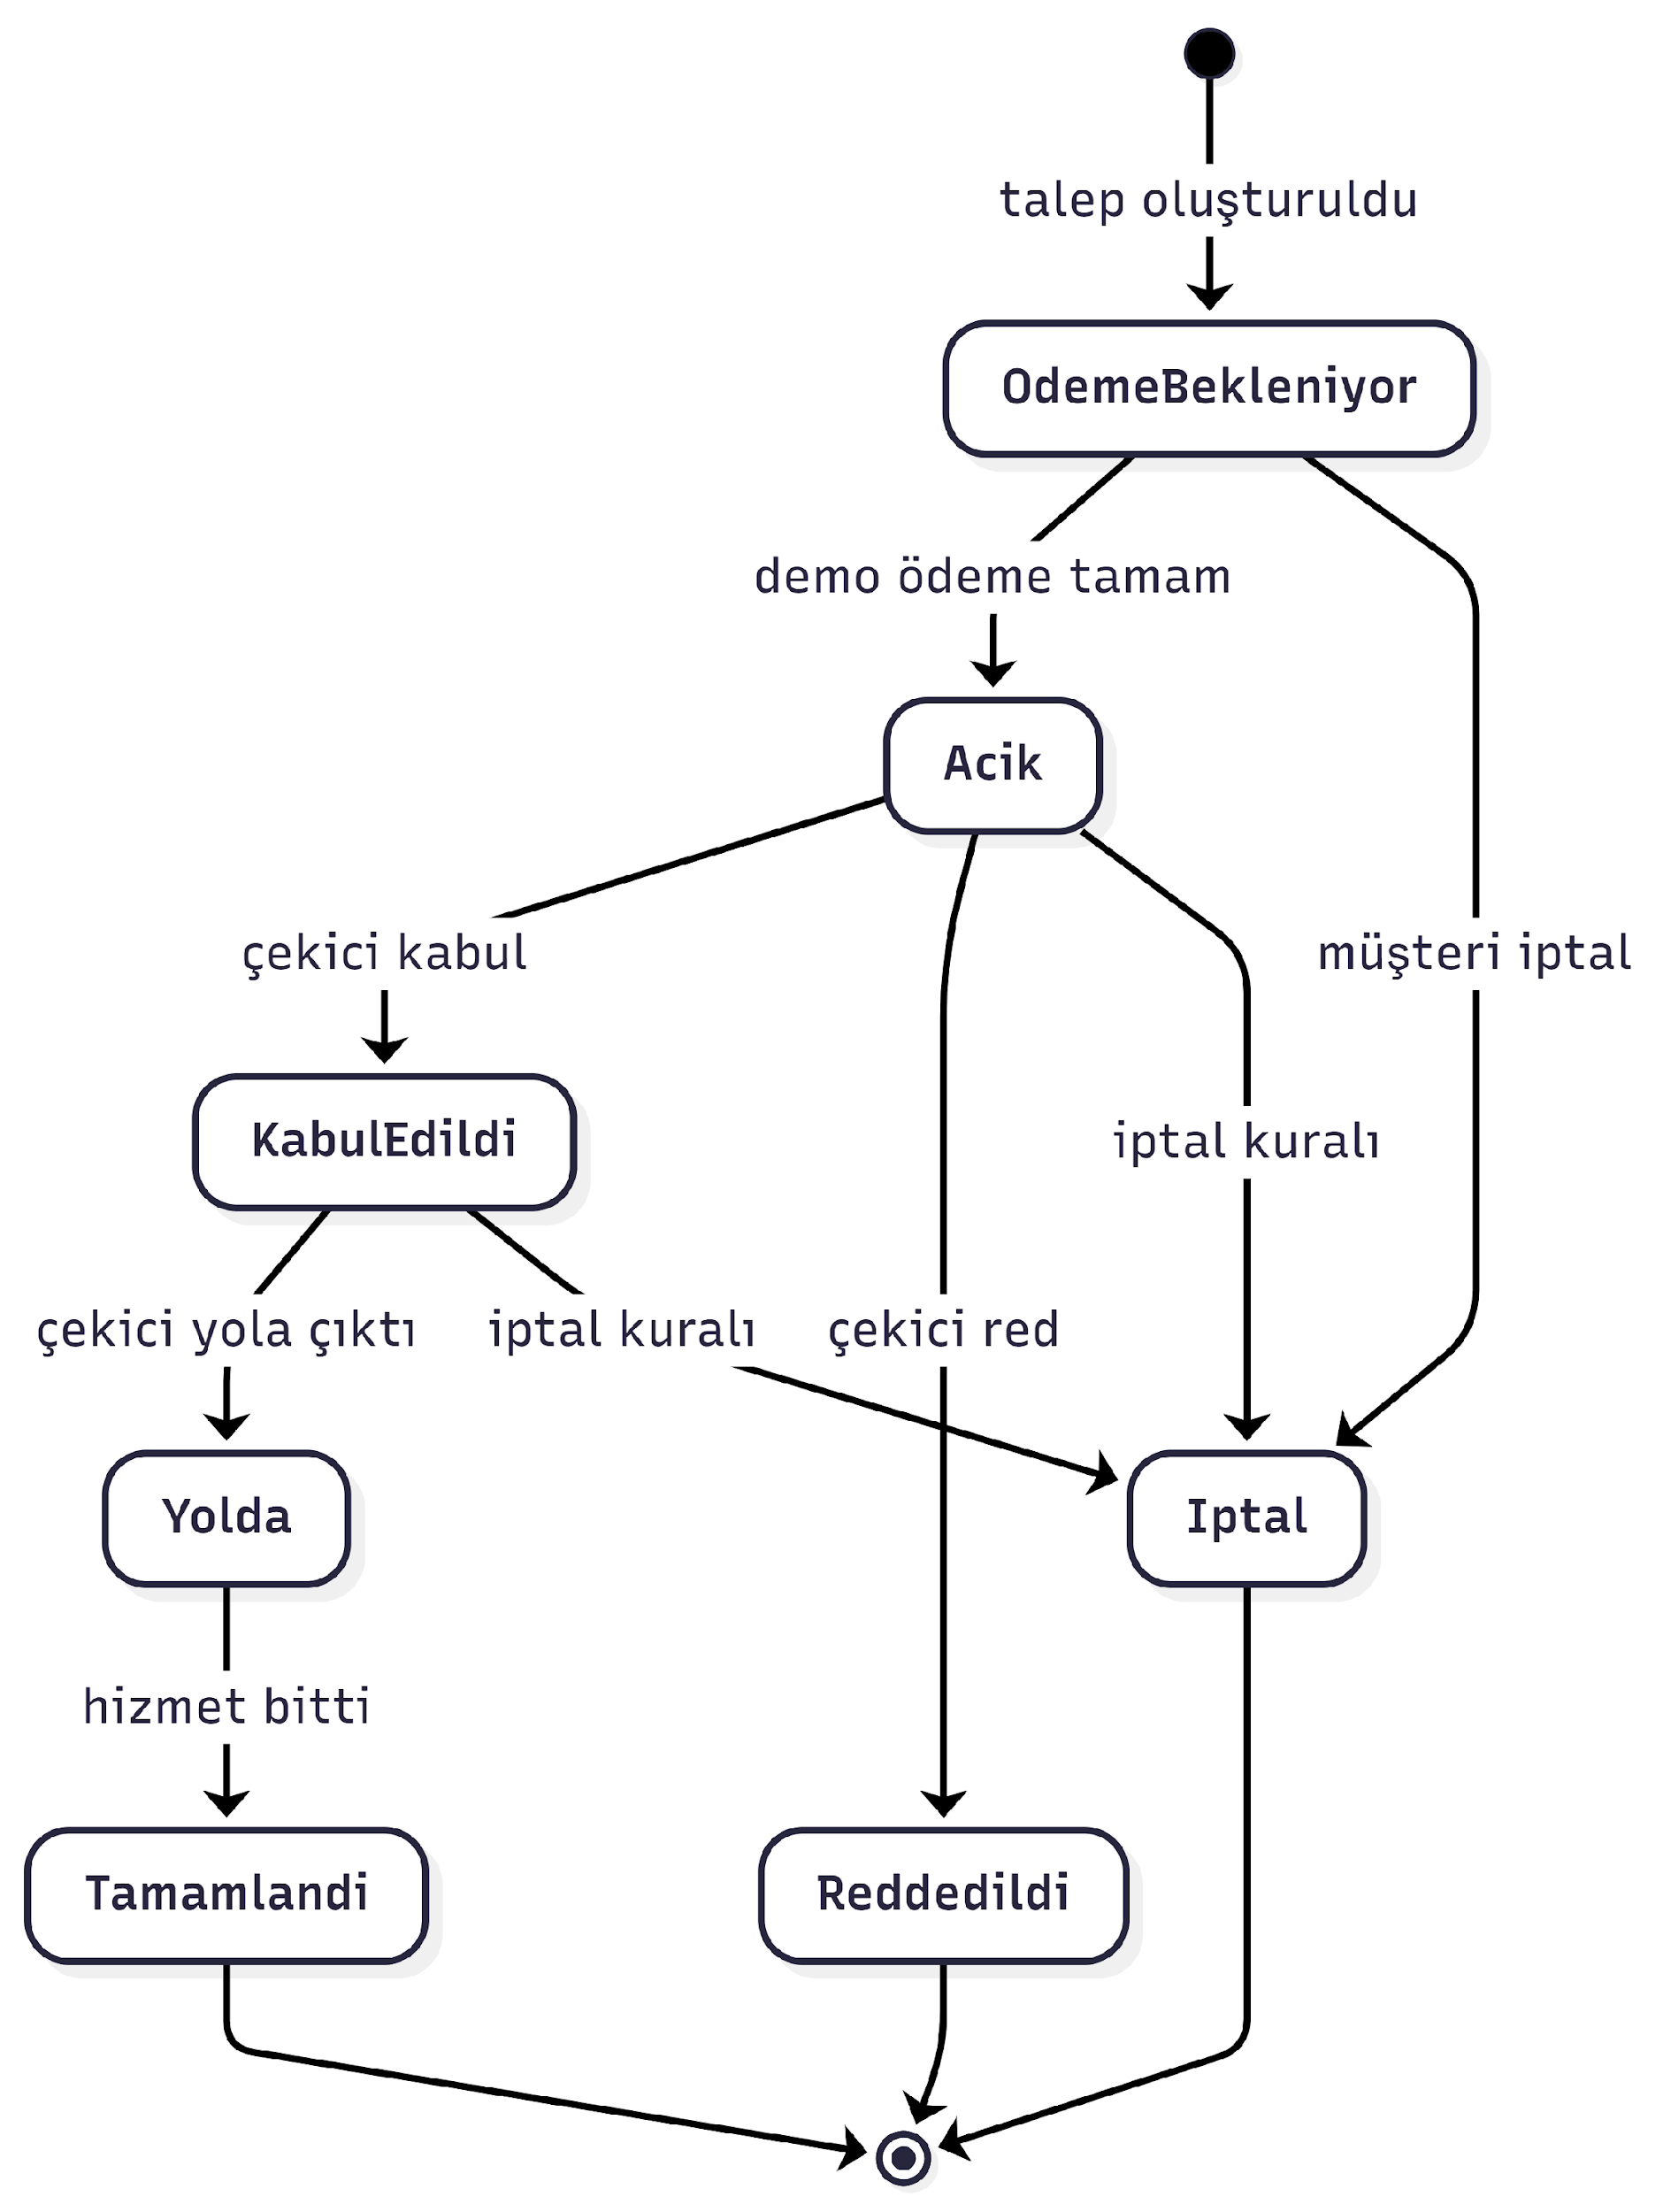 talep oluşturuldu
OdemeBekleniyor
demo ödeme tamam
Acik
çekici kabul
müşteri iptal
KabulEdildi
iptal kuralı
çekici yola çıktı
iptal kuralı
çekici red
Yolda
Iptal
hizmet bitti
Tamamlandi
Reddedildi